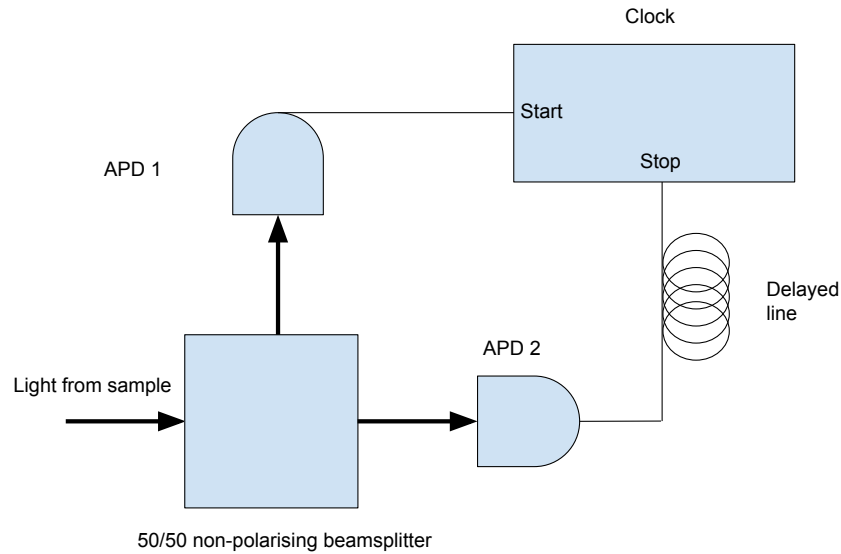 Clock
Start
Stop
APD 1
Delayed
line
APD 2
Light from sample
50/50 non-polarising beamsplitter